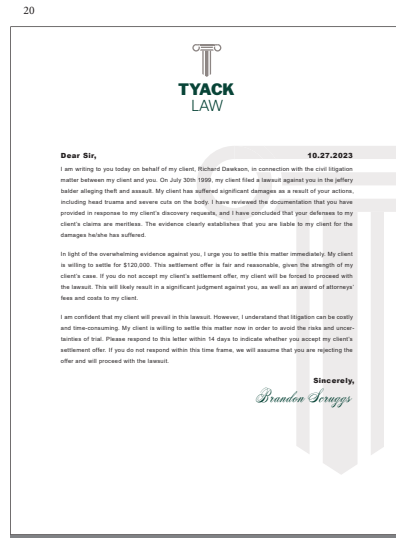 20
TYACK
LAW
Dear Sir, 10.27.2023
I am writing to you today on behalf of my client, Richard Dawkson, in connection with the civil litigation
matter between my client and you. On July 30th 1999, my client filed a lawsuit against you in the jeffery
balder alleging theft and assault. My client has suffered significant damages as a result of your actions,
including head truama and severe cuts on the body. I have reviewed the documentation that you have
provided in response to my client's discovery requests, and I have concluded that your defenses to my
client's claims are meritless. The evidence clearly establishes that you are liable to my client for the
damages he/she has suffered.
In light of the overwhelming evidence against you, I urge you to settle this matter immediately. My client
is willing to settle for $120,000. This settlement offer is fair and reasonable, given the strength of my
client's case. If you do not accept my client's settlement offer, my client will be forced to proceed with
the lawsuit. This will likely result in a significant judgment against you, as well as an award of attorneys'
fees and costs to my client.
I am confident that my client will prevail in this lawsuit. However, I understand that litigation can be costly
and time-consuming. My client is willing to settle this matter now in order to avoid the risks and uncer-
tainties of trial. Please respond to this letter within 14 days to indicate whether you accept my client's
settlement offer. If you do not respond within this time frame, we will assume that you are rejecting the
offer and will proceed with the lawsuit.
Sincerely,
Brandon Scruggs